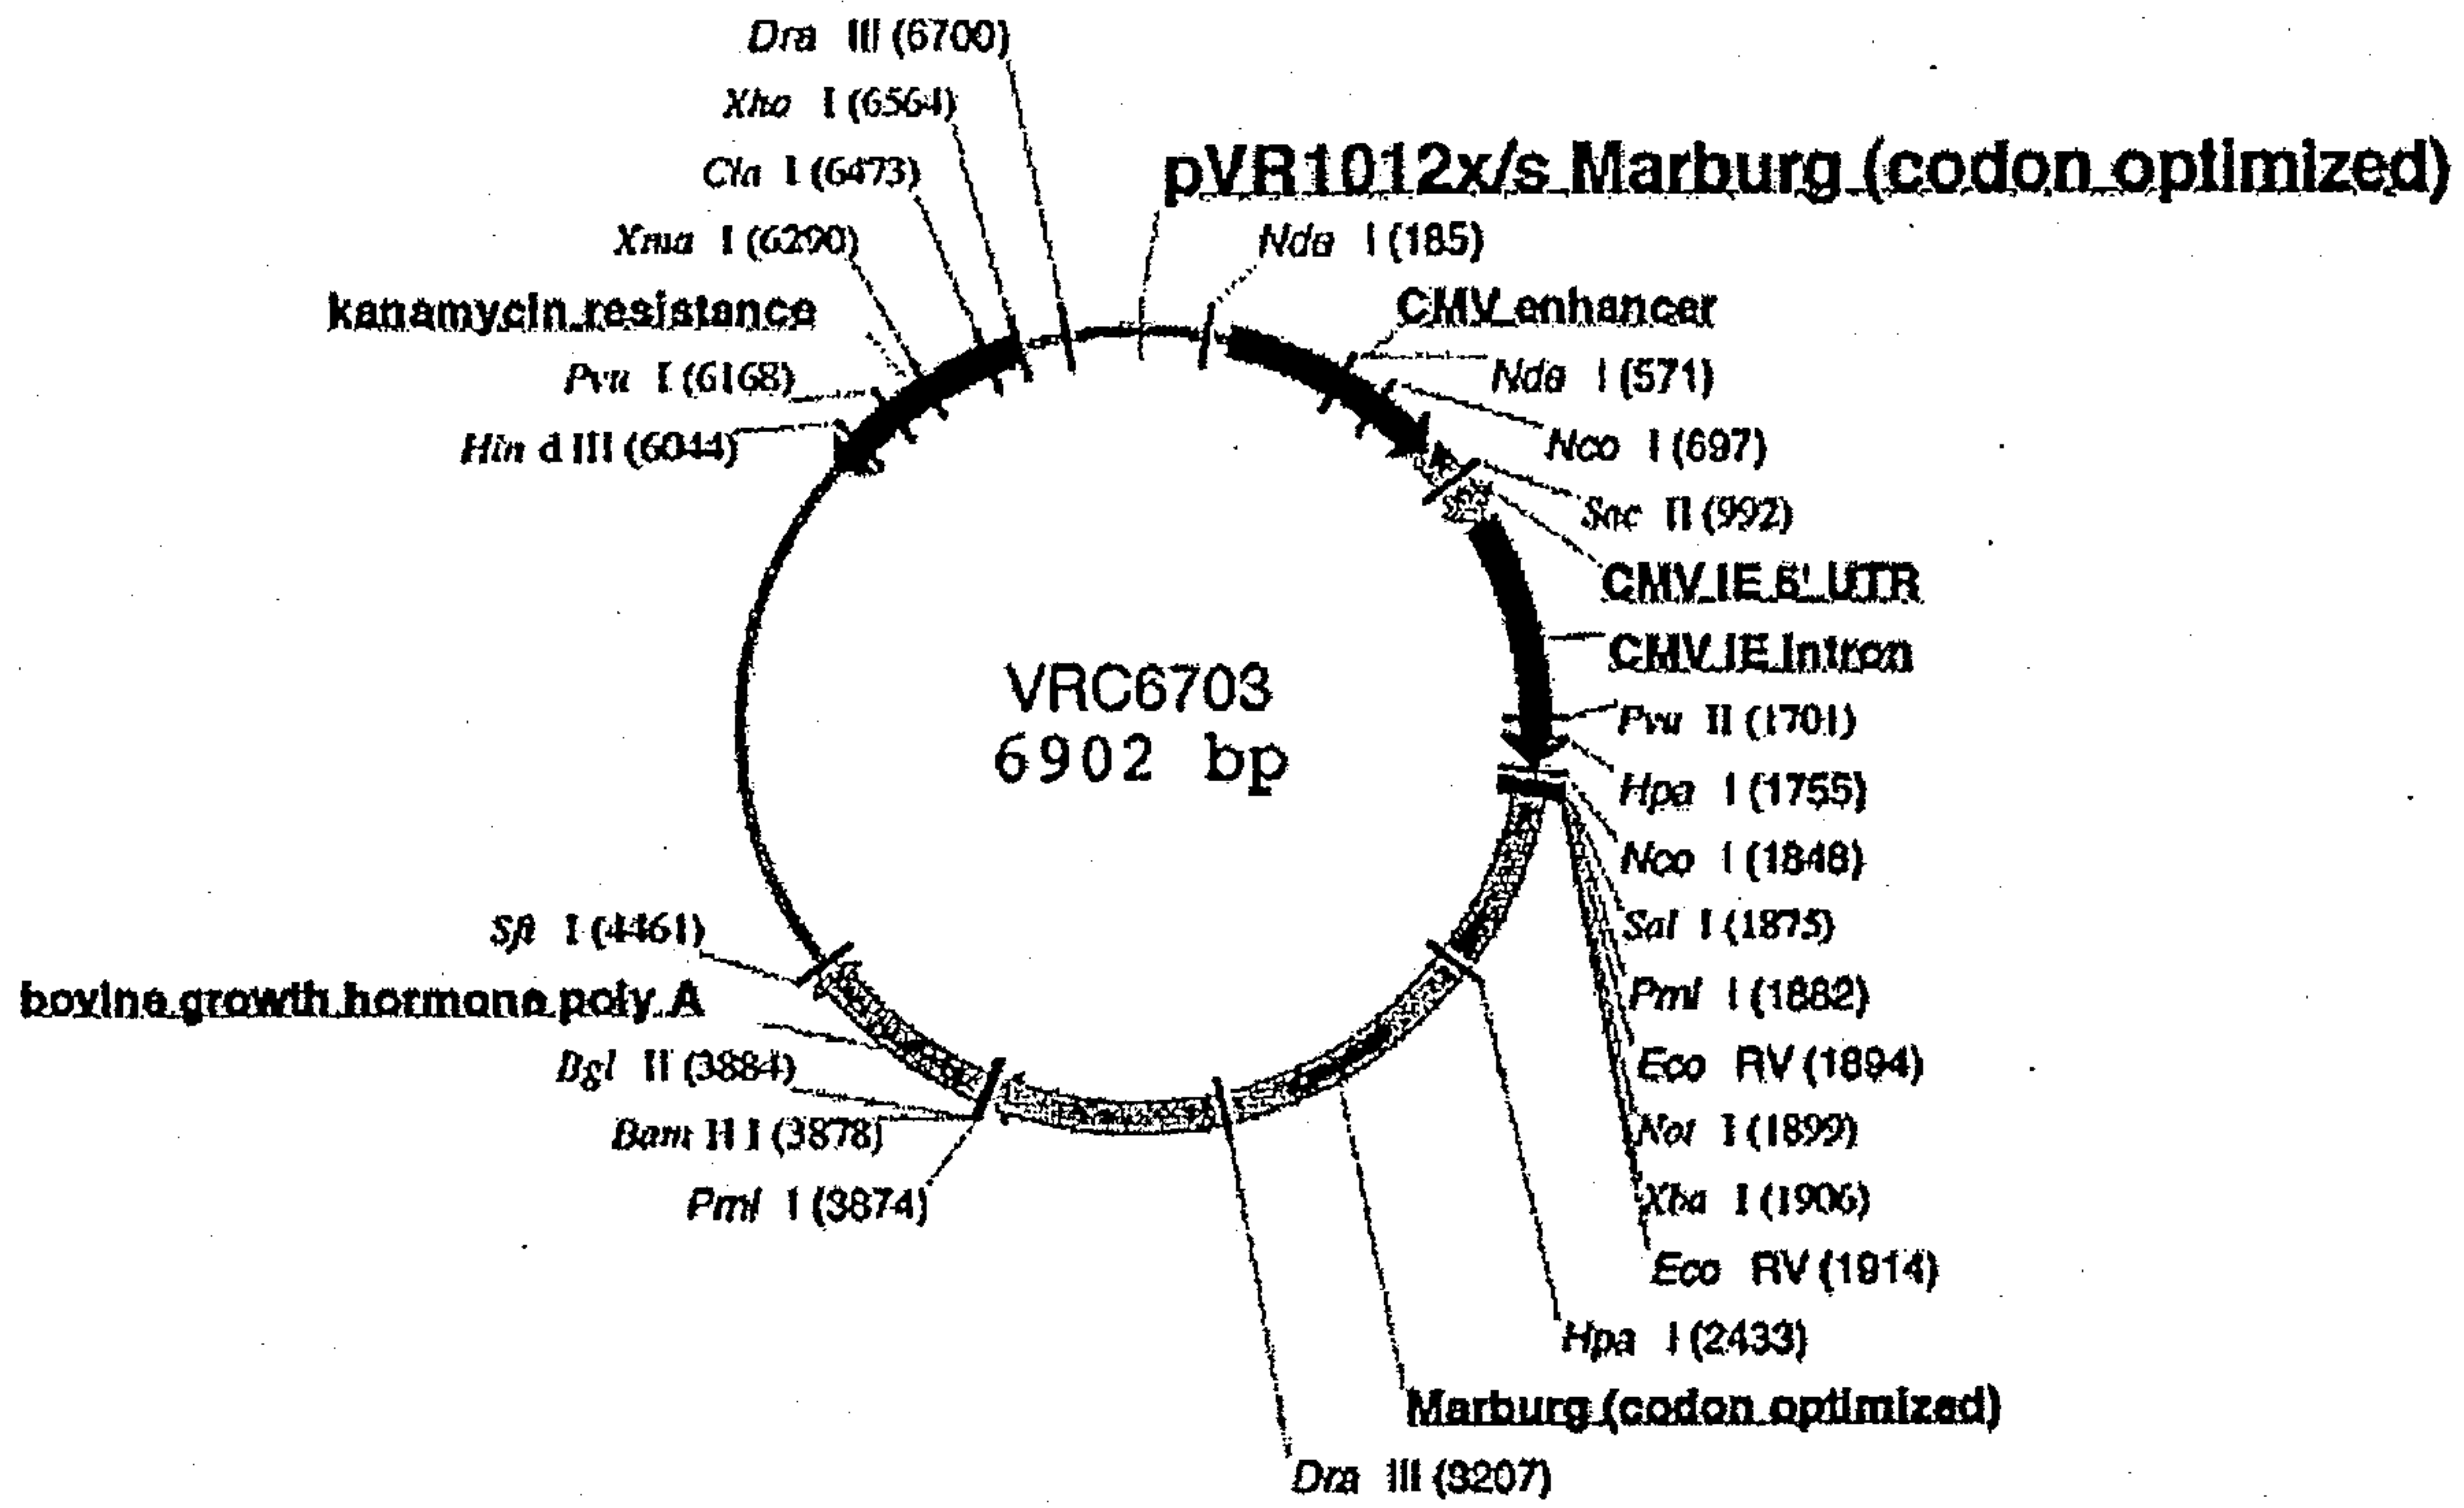 Dra III (6700)
Xho I (6564)
Cla I (6473)
pVR1012x/s Marburg (codon optimized)
Xma I (6290)
Nde I (185)
kanamycin resistance
CMV enhancer
Pvu I (6168)
Nde I (571)
Hin d III (6044)
Nco I (697)
Sac II (992)
CMV IE 5' UTR
CMV IE Intron
VRC6703
6902 bp
Pvu II (1701)
Hpa I (1755)
Nco I (1848)
Sal I (1875)
Sfi I (4461)
Pml I (1882)
bovine growth hormone poly A
Eco RV (1894)
Bgl II (3884)
Not I (1899)
Bam H I (3878)
Xba I (1906)
Pml I (3874)
Eco RV (1914)
Hpa I (2433)
Marburg (codon optimized)
Dra III (3207)